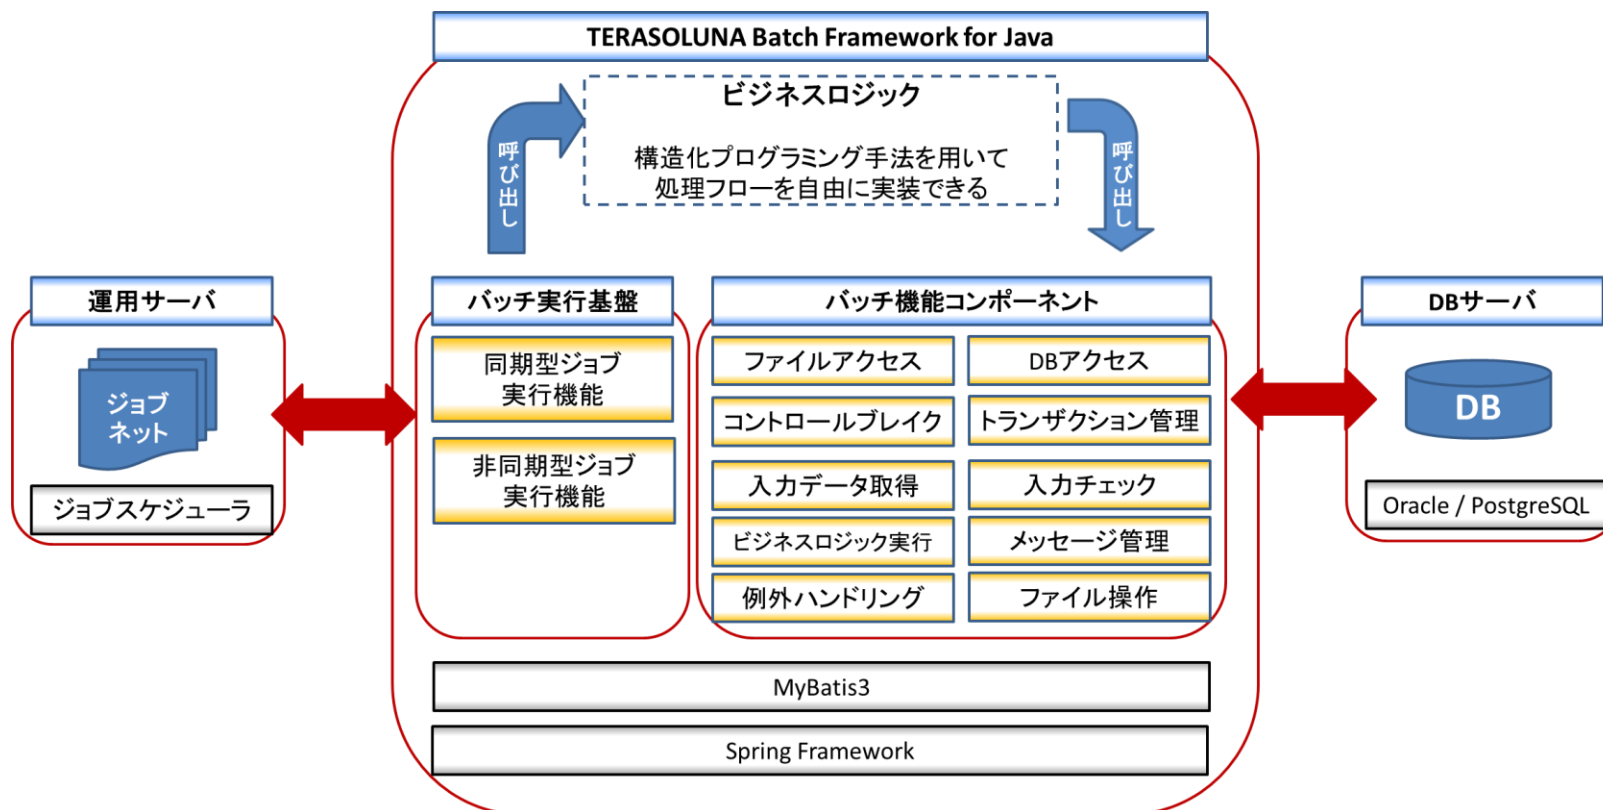 TERASOLUNA Batch Framework for Java
ビジネスロジック
構造化プログラミング手法を用いて
処理フローを自由に実装できる
呼び出し
呼び出し
運用サーバ
ジョブ
ネット
ジョブスケジューラ
バッチ実行基盤
同期型ジョブ
実行機能
非同期型ジョブ
実行機能
バッチ機能コンポーネント
ファイルアクセス
DBアクセス
コントロールブレイク
トランザクション管理
入力データ取得
入力チェック
ビジネスロジック実行
メッセージ管理
例外ハンドリング
ファイル操作
DBサーバ
DB
Oracle / PostgreSQL
MyBatis3
Spring Framework